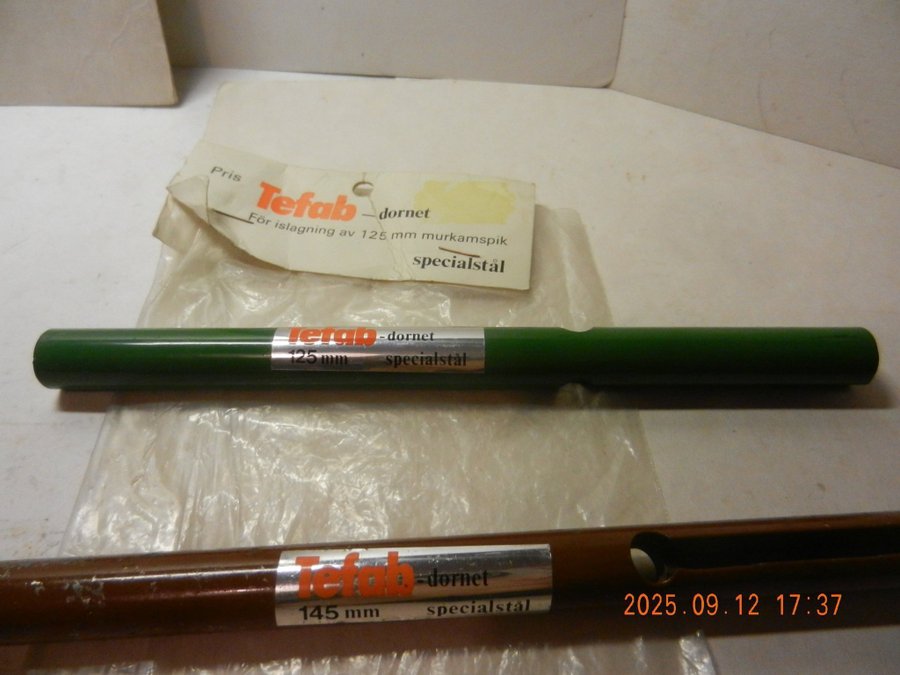 Pris
Tefab -dornet
För islagning av 125 mm murkamspik
specialstål
Tefab -dornet
125 mm specialstål
Tefab -dornet
145 mm specialstål
2025.09.12 17:37